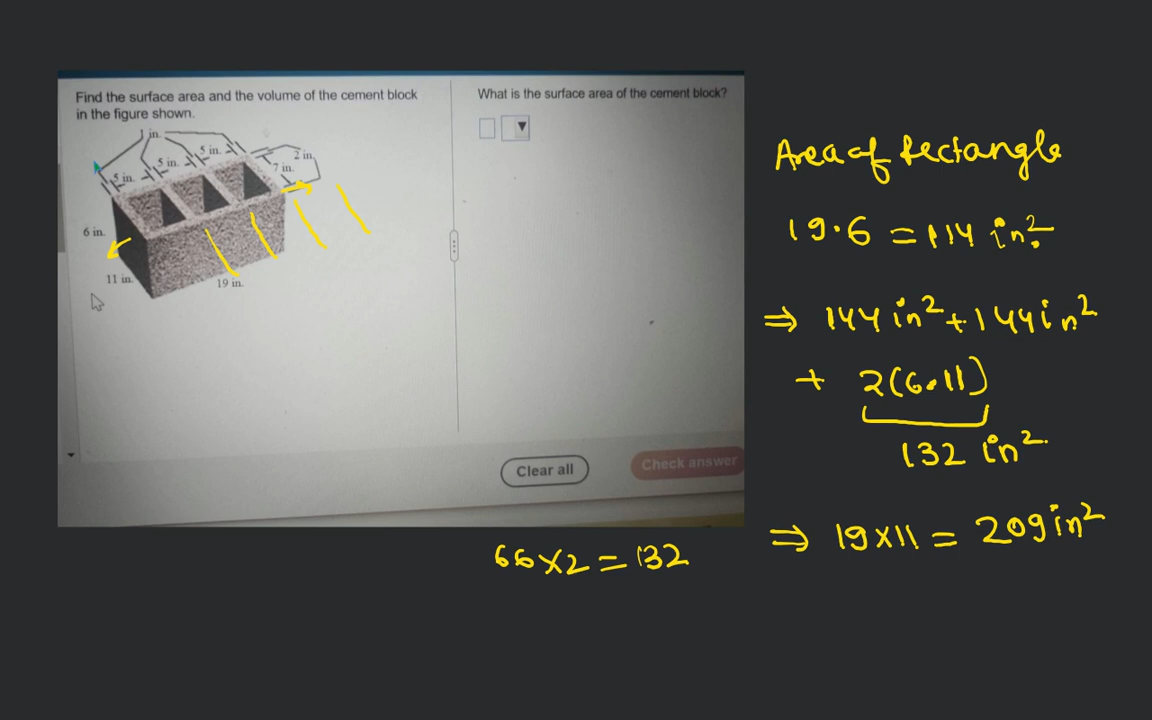 Find the surface area and the volume of the cement block
in the figure shown.
1 in.
5 in.
5 in.
5 in.
2 in.
7 in.
6 in.
11 in.
19 in.
What is the surface area of the cement block?
Clear all
Check answer
Area of Rectangle
19.6 = 114 in²
⇒ 144 in² + 144 in²
+ 2(6.11)
132 in²
⇒ 19×11 = 209 in²
66×2 = 132